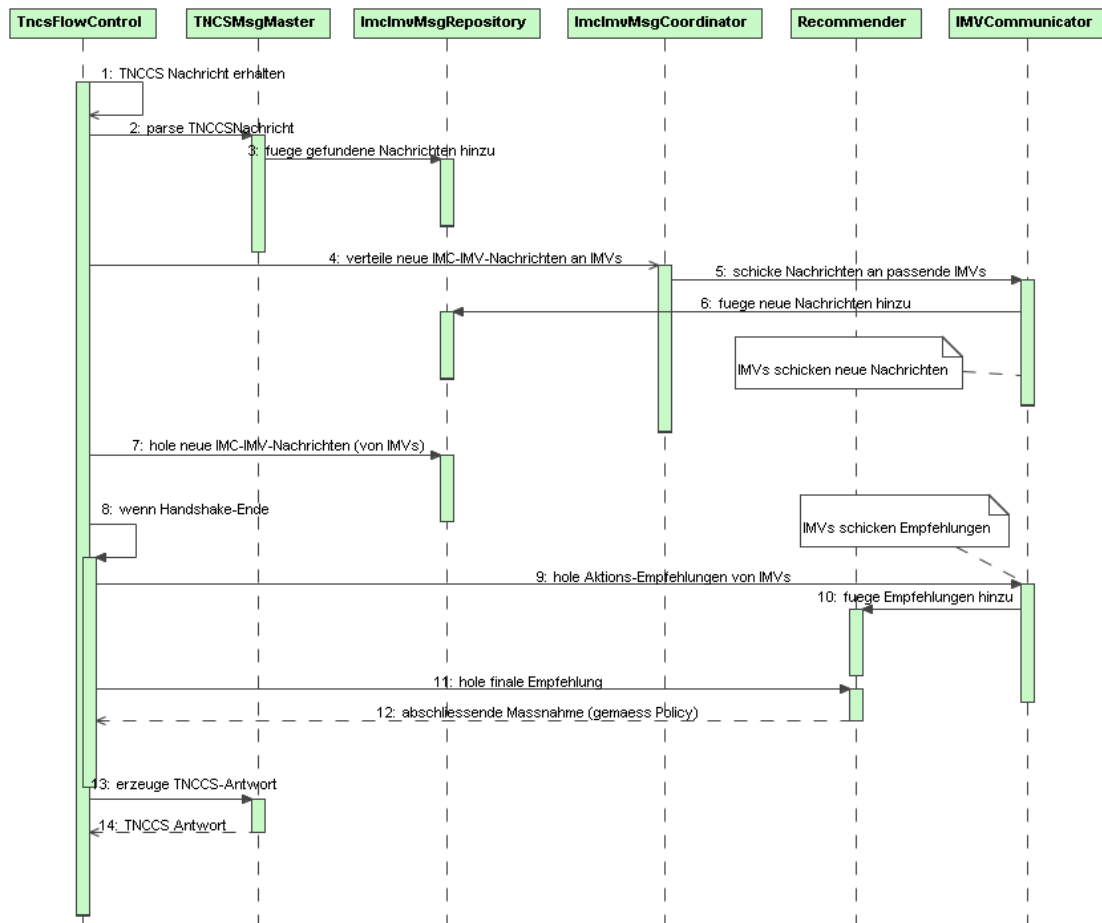 TncsFlowControl
TNCSMsgMaster
ImcImvMsgRepository
ImcImvMsgCoordinator
Recommender
IMVCommunicator
1: TNCCS Nachricht erhalten
2: parse TNCCSNachricht
3: fuege gefundene Nachrichten hinzu
4: verteile neue IMC-IMV-Nachrichten an IMVs
5: schicke Nachrichten an passende IMVs
6: fuege neue Nachrichten hinzu
IMVs schicken neue Nachrichten
7: hole neue IMC-IMV-Nachrichten (von IMVs)
8: wenn Handshake-Ende
IMVs schicken Empfehlungen
9: hole Aktions-Empfehlungen von IMVs
10: fuege Empfehlungen hinzu
11: hole finale Empfehlung
12: abschliessende Massnahme (gemaess Policy)
13: erzeuge TNCCS-Antwort
14: TNCCS Antwort